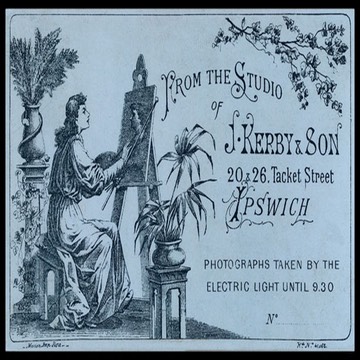 FROM THE STUDIO
OF
J. KERBY & SON
20 & 26, Tacket Street
IPSWICH
PHOTOGRAPHS TAKEN BY THE
ELECTRIC LIGHT UNTIL 9.30
Nº